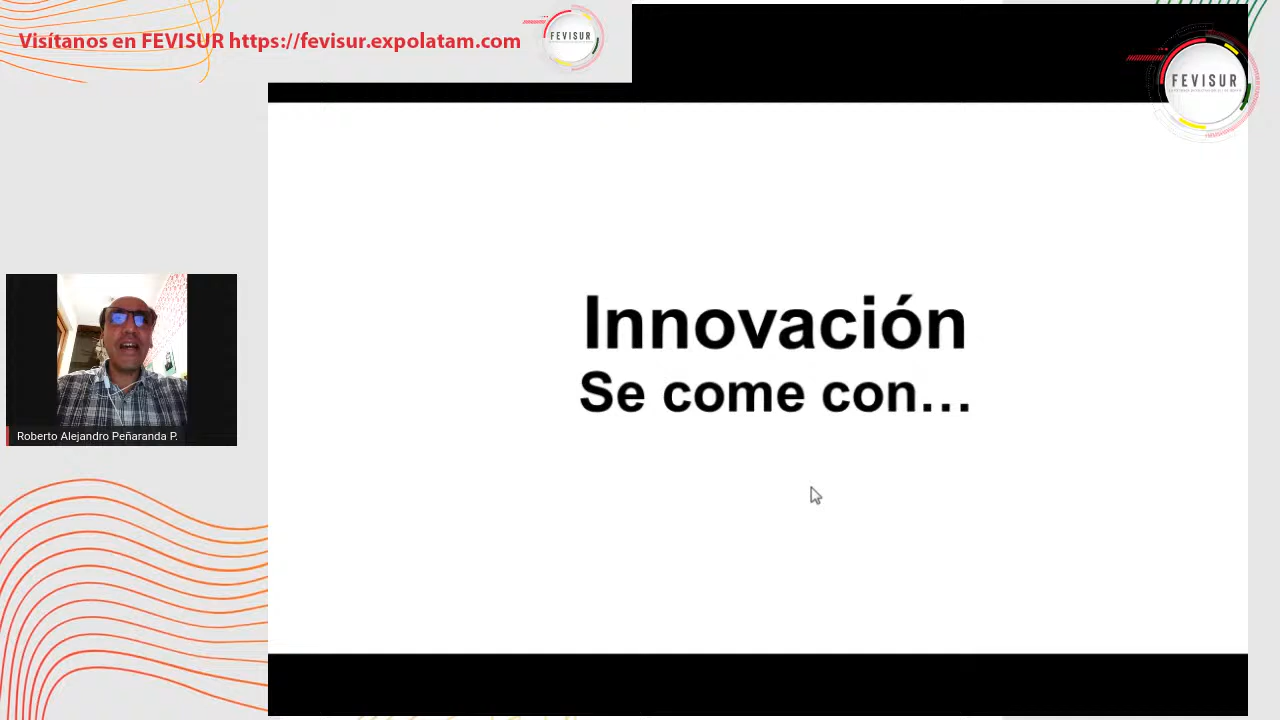 Visítanos en FEVISUR https://fevisur.expolatam.com
FEVISUR
FEVISUR
Innovación
Se come con...
Roberto Alejandro Peñaranda P.